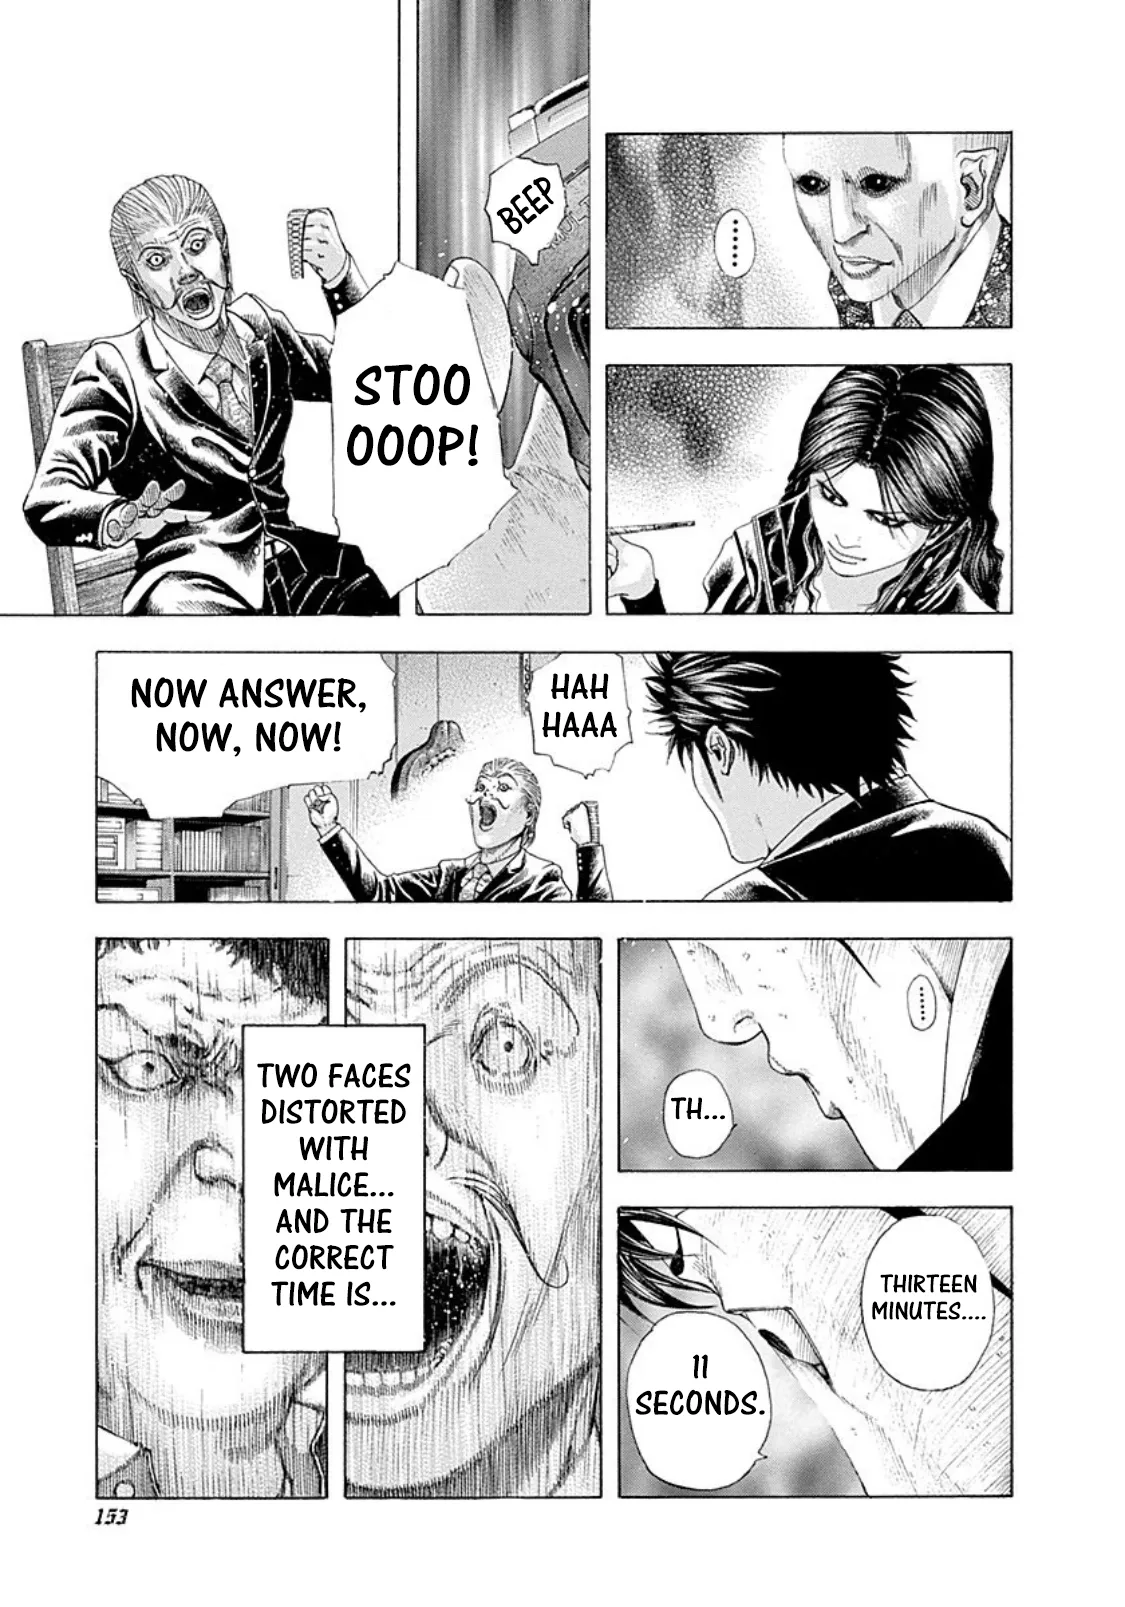 ......
BEEP
STOO
OOOP!
HAH
HAAA
NOW ANSWER,
NOW, NOW!
......
TH...
THIRTEEN
MINUTES....
11
SECONDS.
TWO FACES
DISTORTED
WITH
MALICE...
AND THE
CORRECT
TIME IS...
153